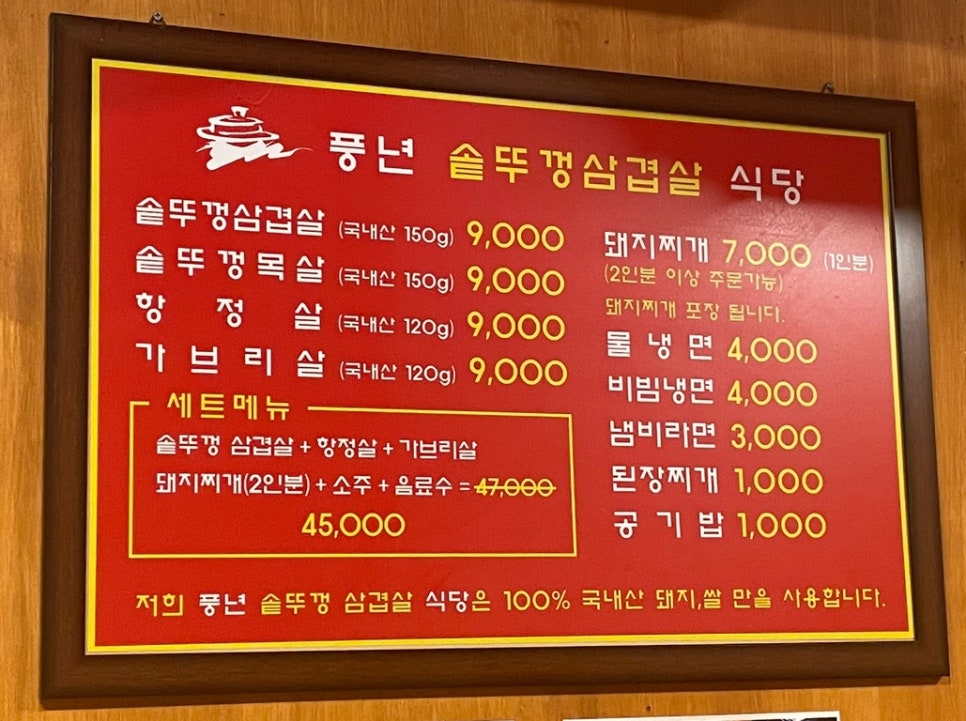 풍년 솥뚜껑삼겹살 식당
솥뚜껑삼겹살 (국내산 150g) 9,000
솥뚜껑목살 (국내산 150g) 9,000
항정살 (국내산 120g) 9,000
가브리살 (국내산 120g) 9,000
세트메뉴
솥뚜껑 삼겹살 + 항정살 + 가브리살
돼지찌개(2인분) + 소주 + 음료수 = 47,000
45,000
돼지찌개 7,000 (1인분)
(2인분 이상 주문가능)
돼지찌개 포장 됩니다.
물냉면 4,000
비빔냉면 4,000
냄비라면 3,000
된장찌개 1,000
공기밥 1,000
저희 풍년 솥뚜껑 삼겹살 식당은 100% 국내산 돼지,쌀 만을 사용합니다.